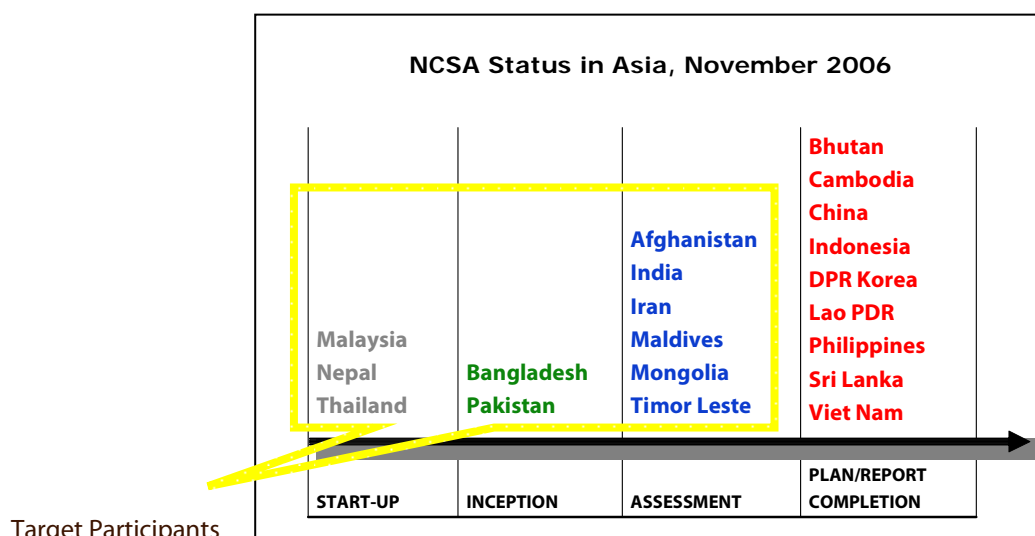 NCSA Status in Asia, November 2006
Malaysia
Nepal
Thailand
Bangladesh
Pakistan
Afghanistan
India
Iran
Maldives
Mongolia
Timor Leste
Bhutan
Cambodia
China
Indonesia
DPR Korea
Lao PDR
Philippines
Sri Lanka
Viet Nam
START-UP
INCEPTION
ASSESSMENT
PLAN/REPORT
COMPLETION
Target Participants